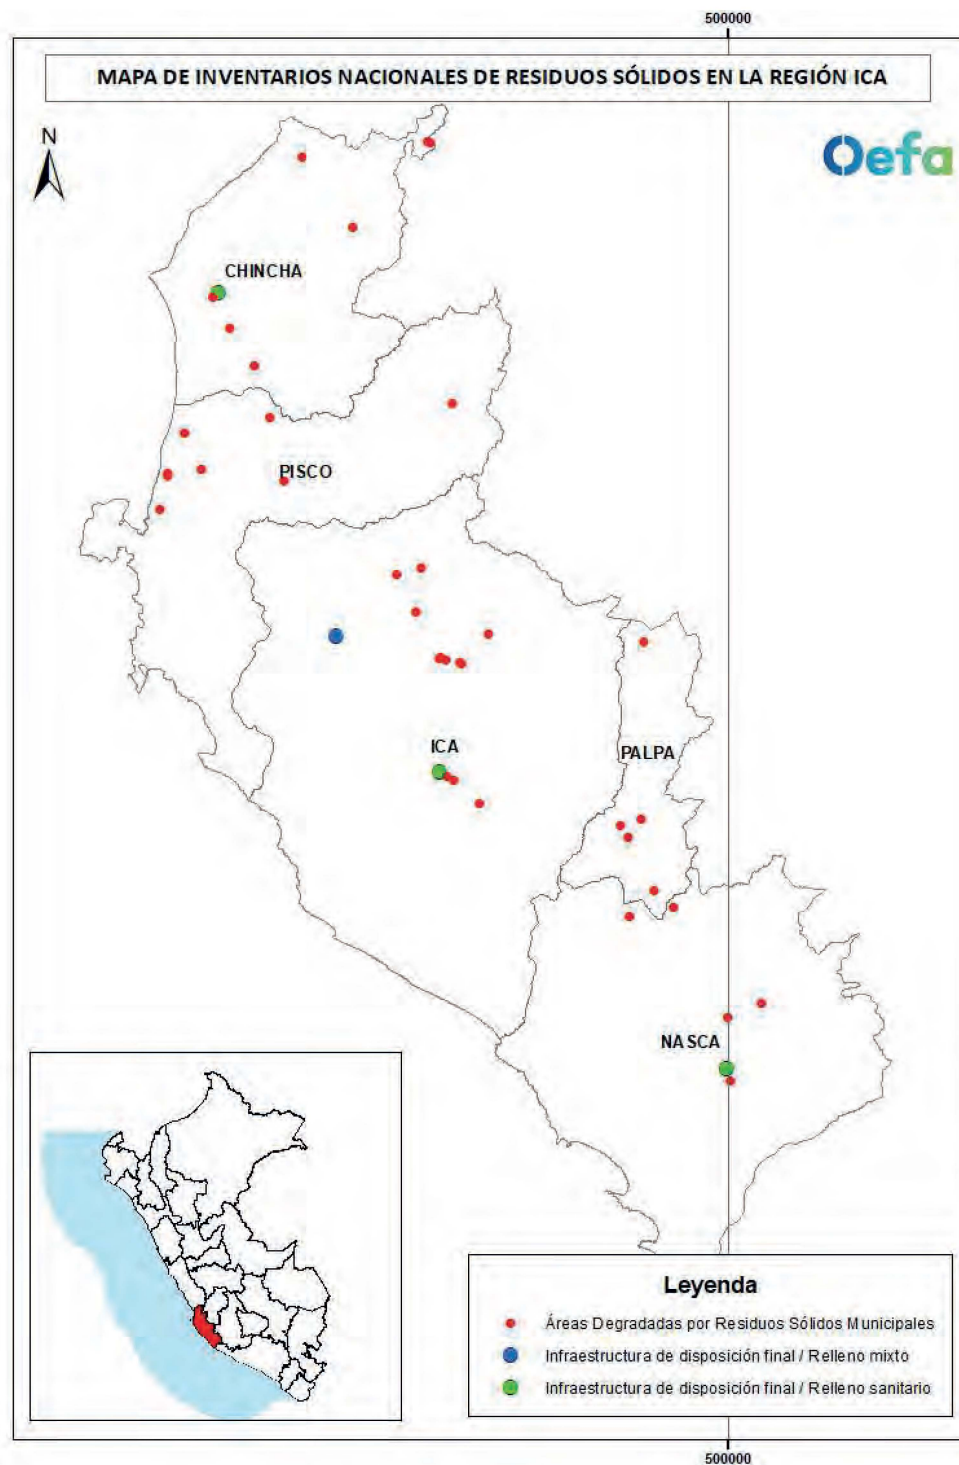 500000
MAPA DE INVENTARIOS NACIONALES DE RESIDUOS SÓLIDOS EN LA REGIÓN ICA
N
Oefa
CHINCHA
PISCO
ICA
PALPA
NASCA
Leyenda
Áreas Degradadas por Residuos Sólidos Municipales
Infraestructura de disposición final / Relleno mixto
Infraestructura de disposición final / Relleno sanitario
500000